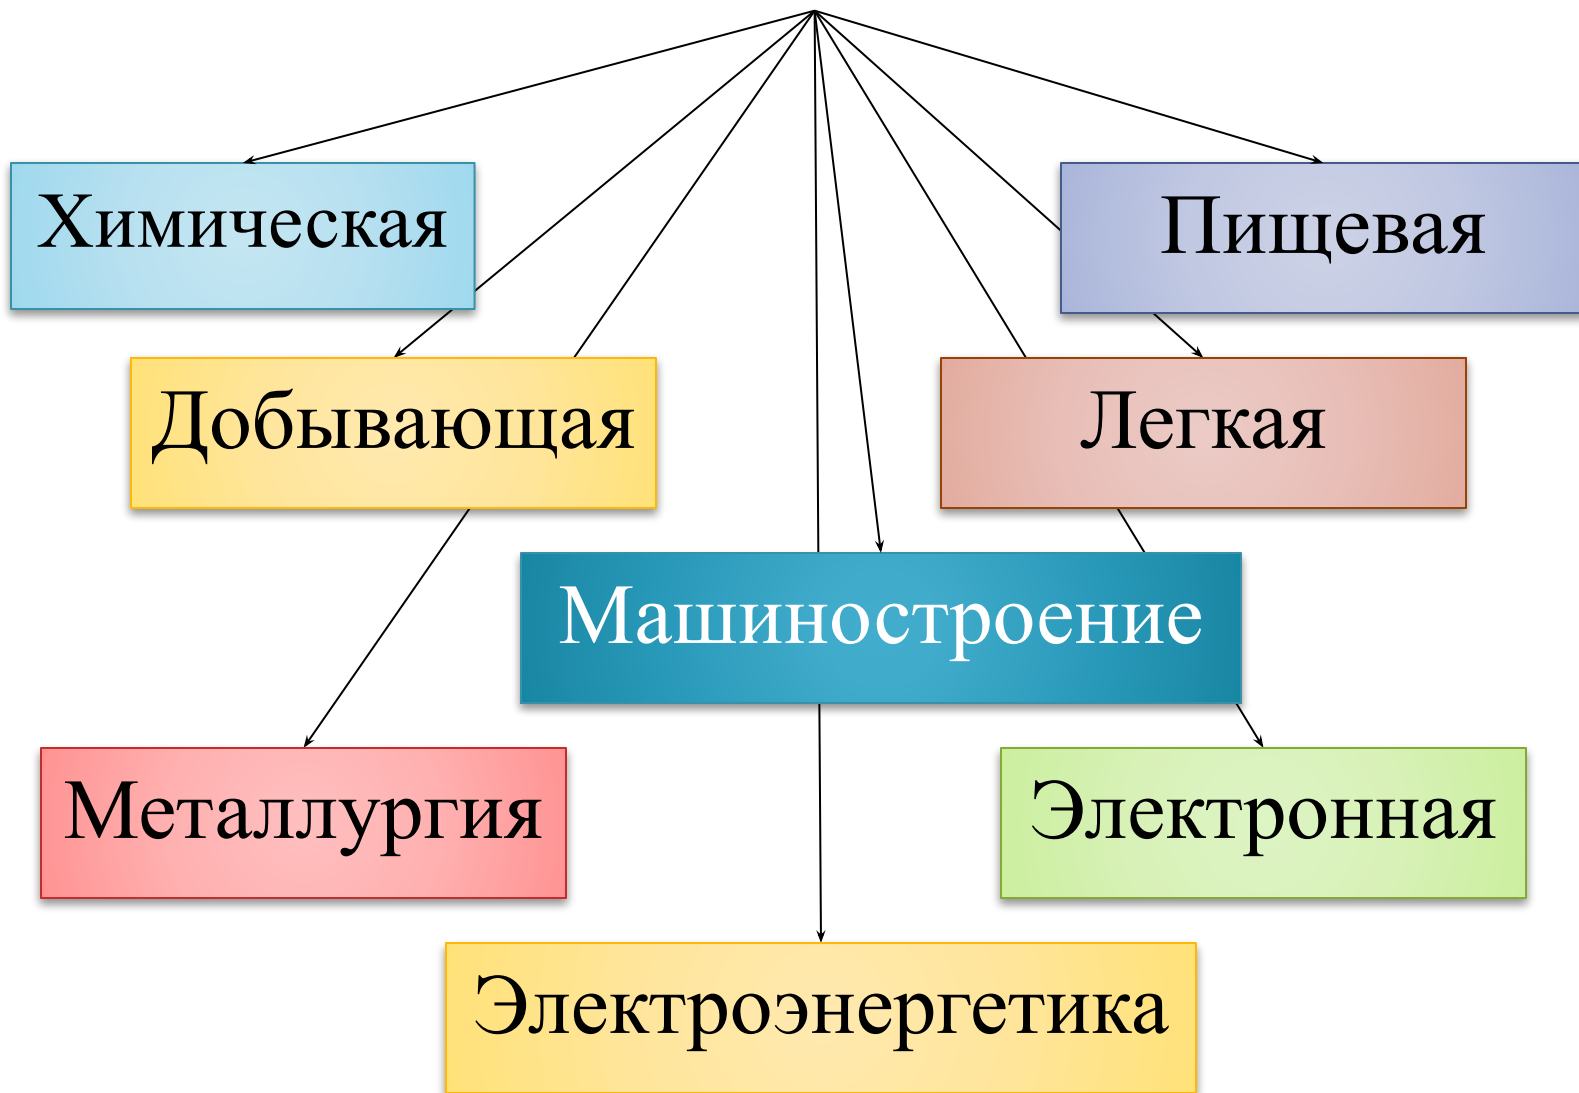 Химическая
Пищевая
Добывающая
Легкая
Машиностроение
Металлургия
Электронная
Электроэнергетика